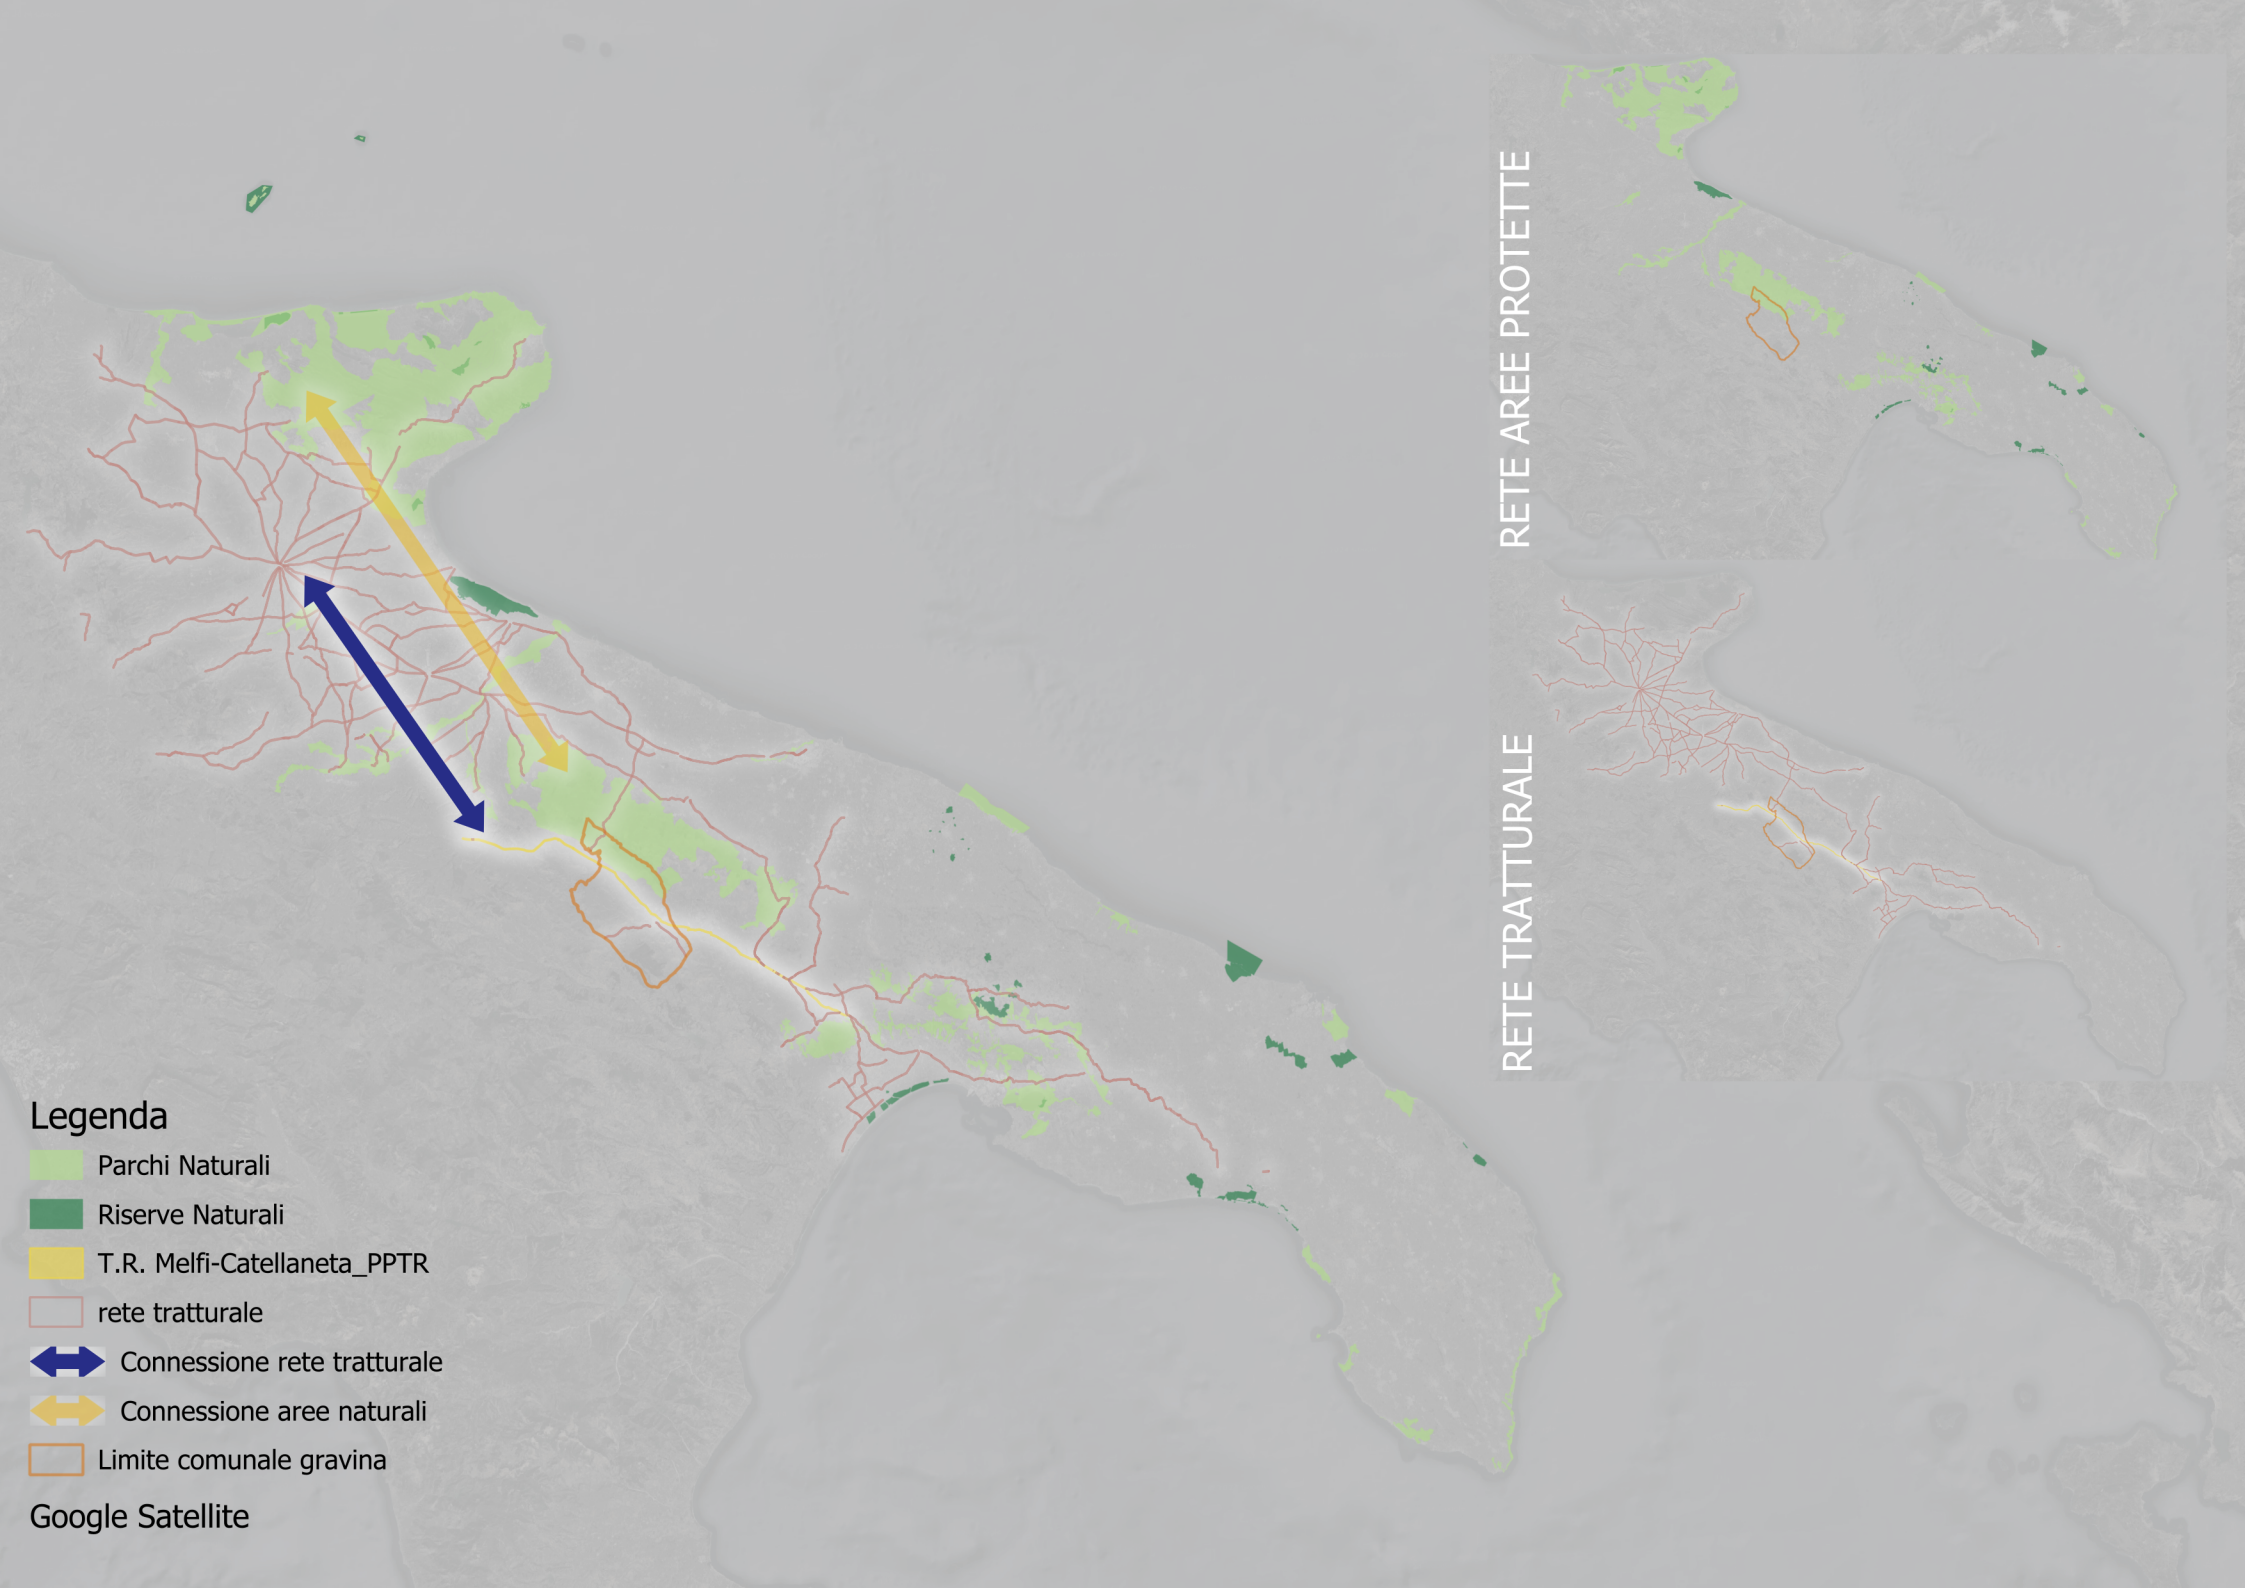 RETE AREE PROTETTE
RETE TRATTURALE
Legenda
Parchi Naturali
Riserve Naturali
T.R. Melfi-Catellaneta_PPTR
rete tratturale
Connessione rete tratturale
Connessione aree naturali
Limite comunale gravina
Google Satellite